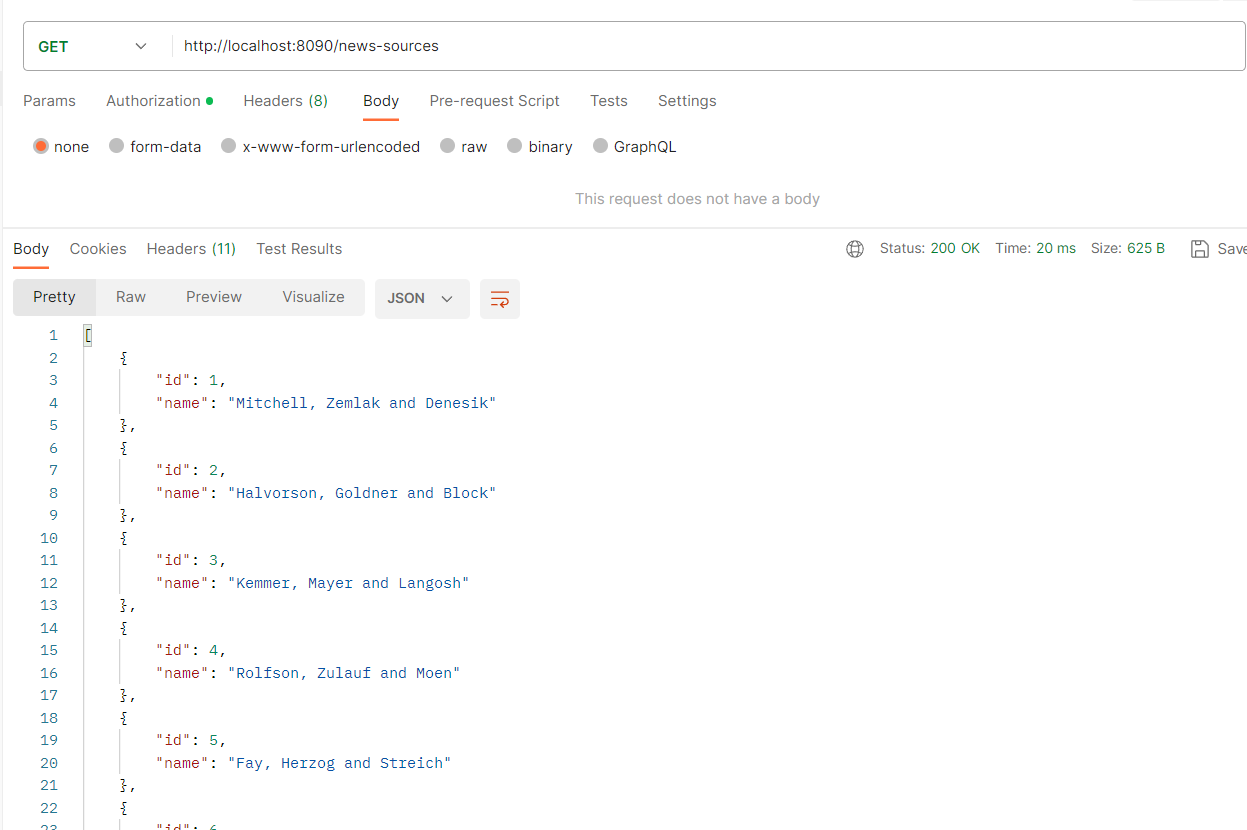 GET http://localhost:8090/news-sources
Params Authorization Headers (8) Body Pre-request Script Tests Settings
none form-data x-www-form-urlencoded raw binary GraphQL
This request does not have a body
Body Cookies Headers (11) Test Results Status: 200 OK Time: 20 ms Size: 625 B Save
Pretty Raw Preview Visualize JSON
1 [
2 {
3 "id": 1,
4 "name": "Mitchell, Zemlak and Denesik"
5 },
6 {
7 "id": 2,
8 "name": "Halvorson, Goldner and Block"
9 },
10 {
11 "id": 3,
12 "name": "Kemmer, Mayer and Langosh"
13 },
14 {
15 "id": 4,
16 "name": "Rolfson, Zulauf and Moen"
17 },
18 {
19 "id": 5,
20 "name": "Fay, Herzog and Streich"
21 },
22 {
23 "id": 6